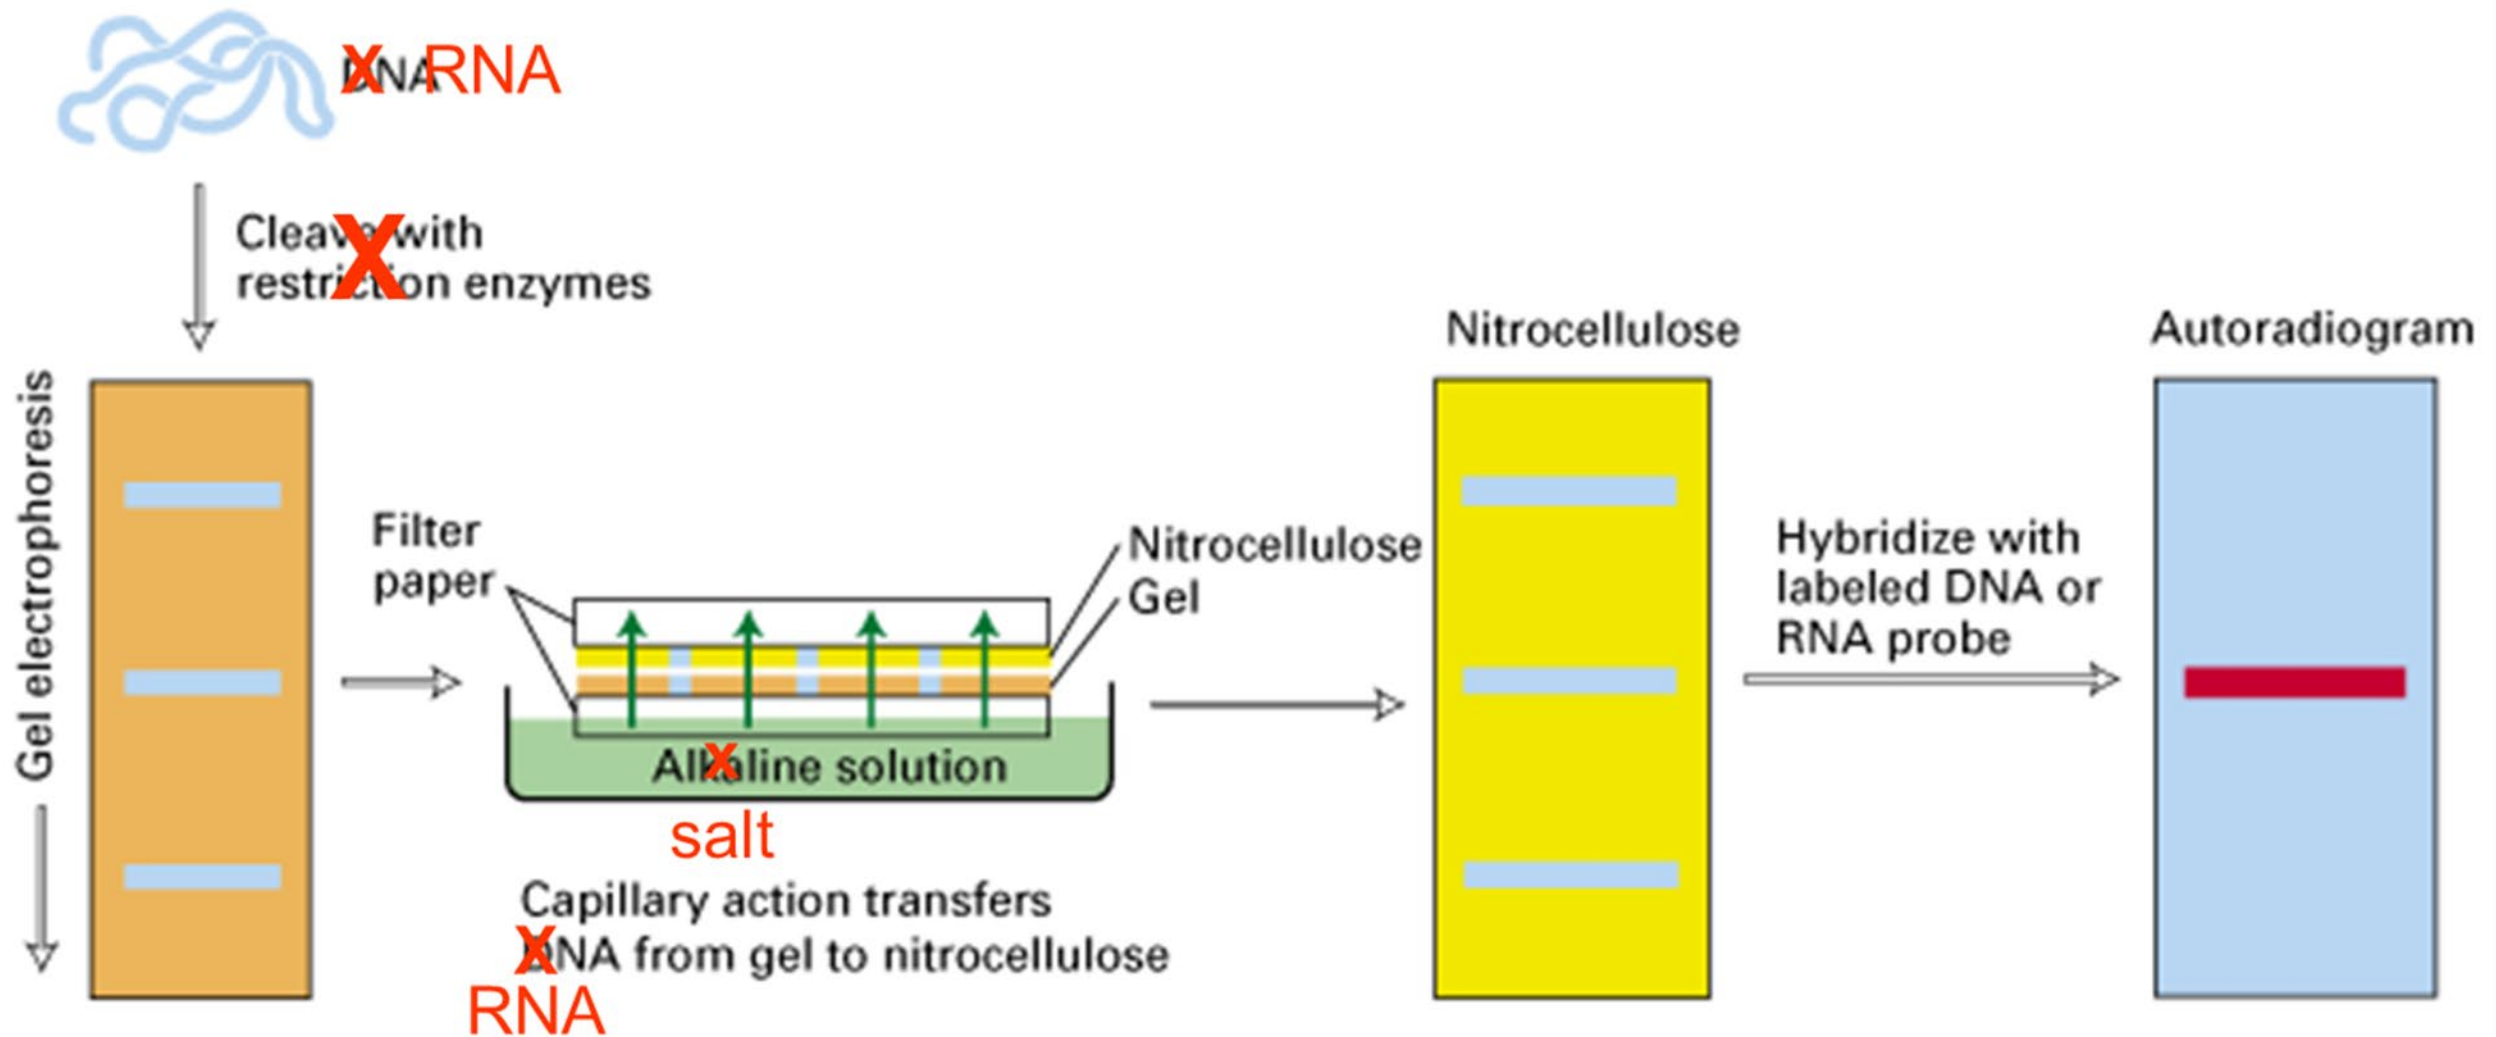 DNA RNA
Cleave with
restriction enzymes
Gel electrophoresis
Filter
paper
Nitrocellulose
Gel
Alkaline solution
salt
Capillary action transfers
DNA from gel to nitrocellulose
RNA
Nitrocellulose
Hybridize with
labeled DNA or
RNA probe
Autoradiogram